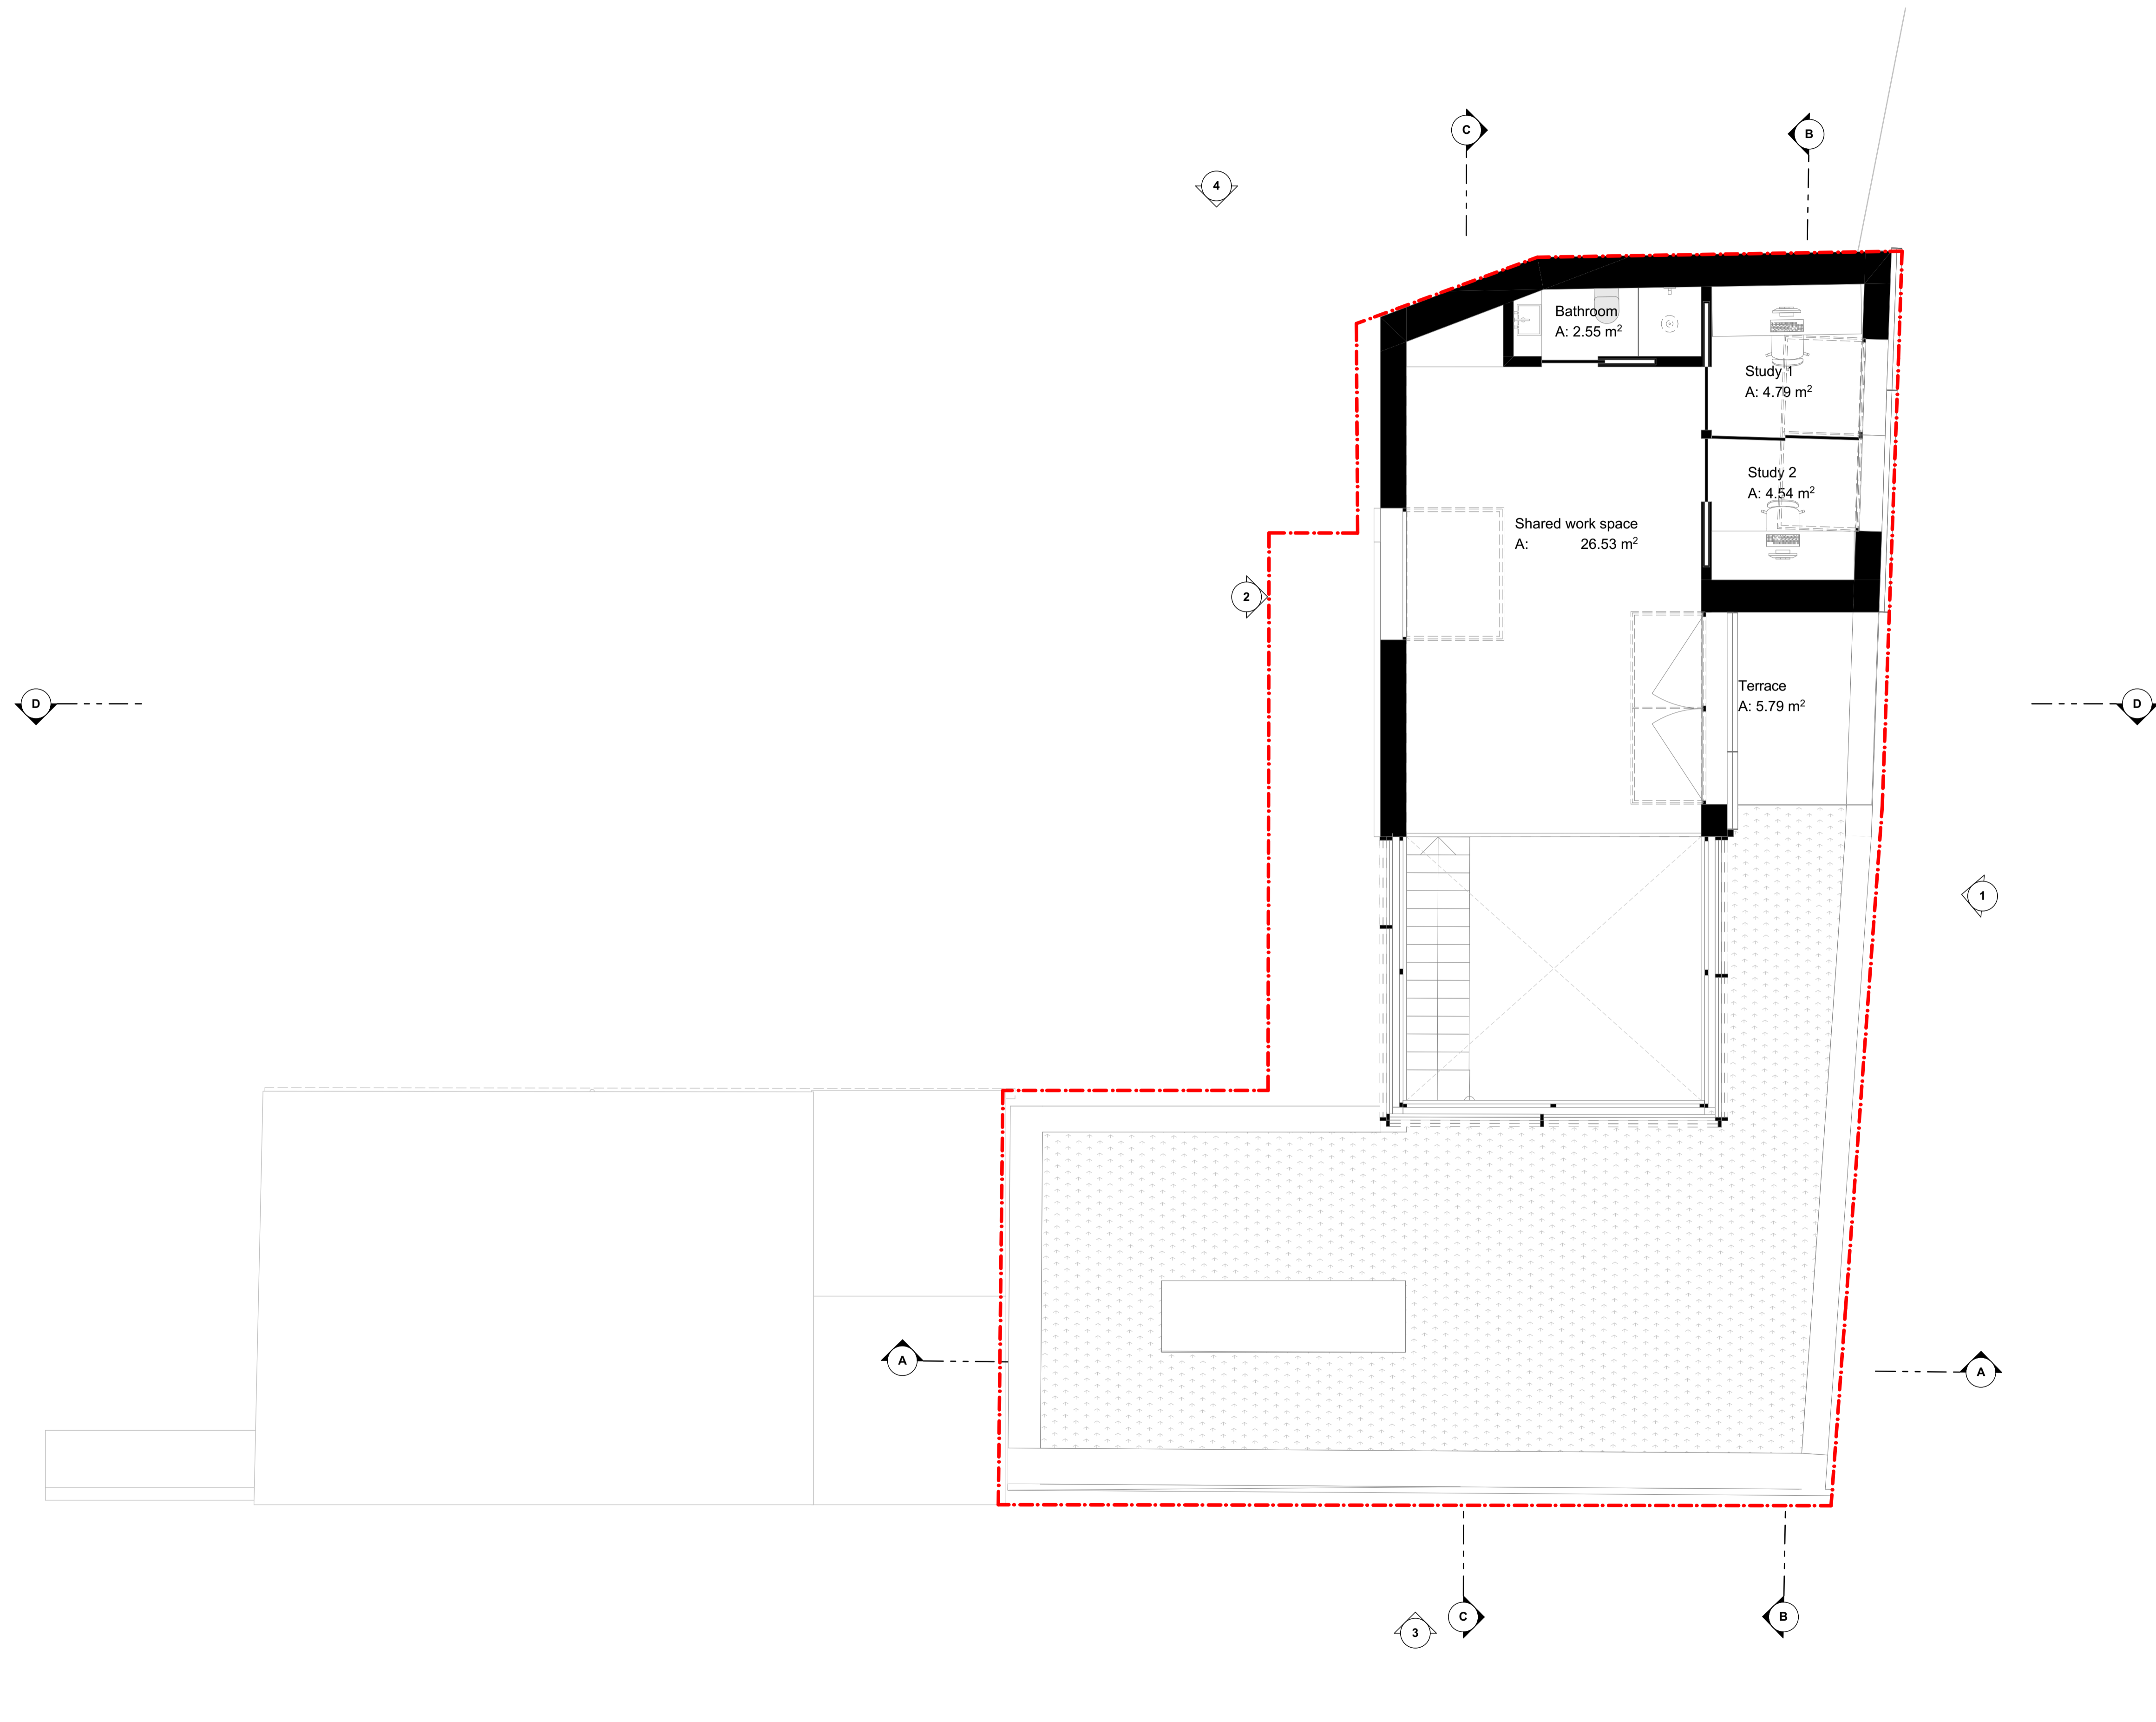 C
B
4
Bathroom
A: 2.55 m²
Study 1
A: 4.79 m²
Study 2
A: 4.54 m²
Shared work space
A: 26.53 m²
2
Terrace
A: 5.79 m²
D
D
1
A
A
C
B
3